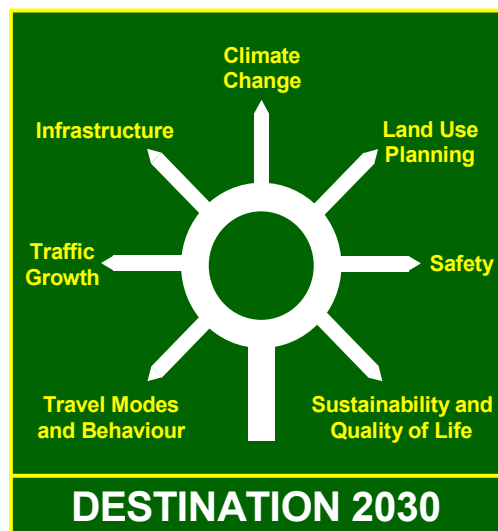 Climate
Change
Infrastructure
Land Use
Planning
Traffic
Growth
Safety
Travel Modes
and Behaviour
Sustainability and
Quality of Life
DESTINATION 2030